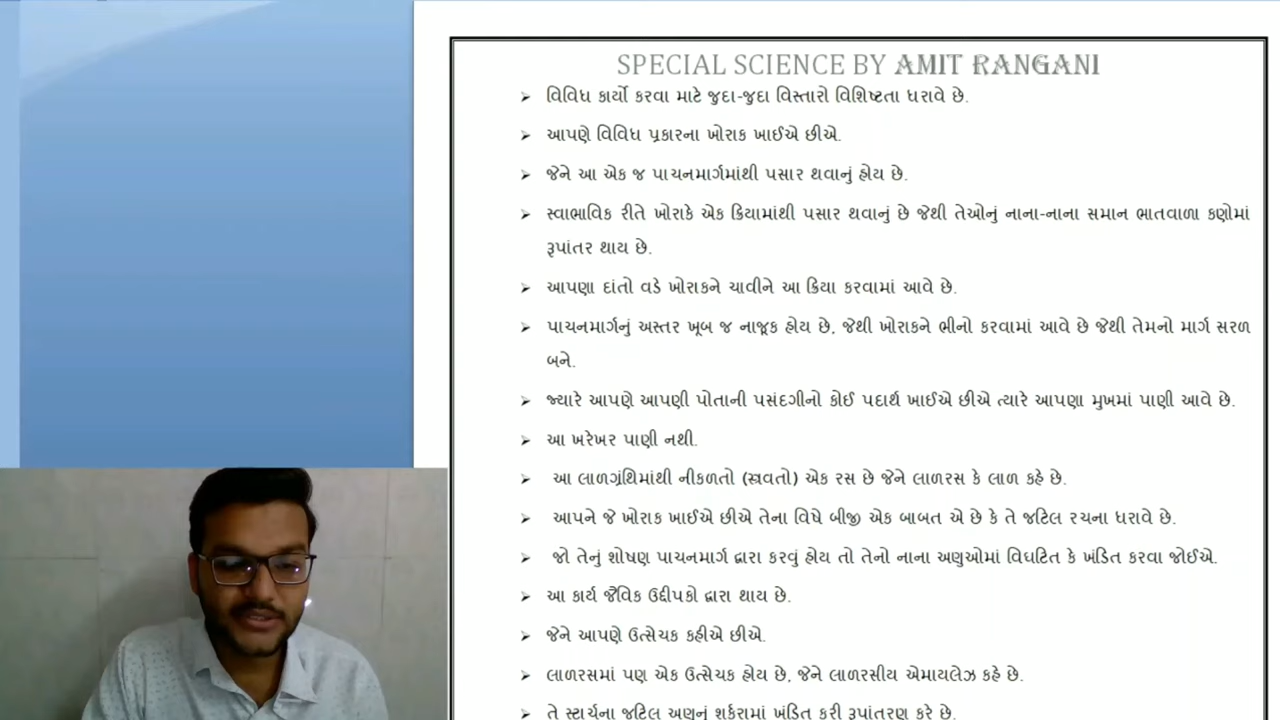 SPECIAL SCIENCE BY AMIT RANGANI
➢ વિવિધ કાર્યો કરવા માટે જુદા-જુદા વિસ્તારો વિશિષ્ટતા ધરાવે છે.
➢ આપણે વિવિધ પ્રકારના ખોરાક ખાઈએ છીએ.
➢ જેને આ એક જ પાચનમાર્ગમાંથી પસાર થવાનું હોય છે.
➢ સ્વાભાવિક રીતે ખોરાકે એક ક્રિયામાંથી પસાર થવાનું છે જેથી તેઓનું નાના-નાના સમાન ભાતવાળા કણોમાં
રૂપાંતર થાય છે.
➢ આપણા દાંતો વડે ખોરાકને ચાવીને આ ક્રિયા કરવામાં આવે છે.
➢ પાચનમાર્ગનું અસ્તર ખૂબ જ નાજૂક હોય છે, જેથી ખોરાકને ભીનો કરવામાં આવે છે જેથી તેમનો માર્ગ સરળ
બને.
➢ જ્યારે આપણે આપણી પોતાની પસંદગીનો કોઈ પદાર્થ ખાઈએ છીએ ત્યારે આપણા મુખમાં પાણી આવે છે.
➢ આ ખરેખર પાણી નથી.
➢ આ લાળગ્રંથિમાંથી નીકળતો (સ્ત્રવતો) એક રસ છે જેને લાળરસ કે લાળ કહે છે.
➢ આપને જે ખોરાક ખાઈએ છીએ તેના વિષે બીજી એક બાબત એ છે કે તે જટિલ રચના ધરાવે છે.
➢ જો તેનું શોષણ પાચનમાર્ગ દ્વારા કરવું હોય તો તેનો નાના અણુઓમાં વિઘટિત કે ખંડિત કરવા જોઈએ.
➢ આ કાર્ય જૈવિક ઉદ્દીપકો દ્વારા થાય છે.
➢ જેને આપણે ઉત્સેચક કહીએ છીએ.
➢ લાળરસમાં પણ એક ઉત્સેચક હોય છે, જેને લાળરસીય એમાયલેઝ કહે છે.
➢ તે સ્ટાર્ચના જટિલ અણુનું શર્કરામાં ખંડિત કરી રૂપાંતરણ કરે છે.